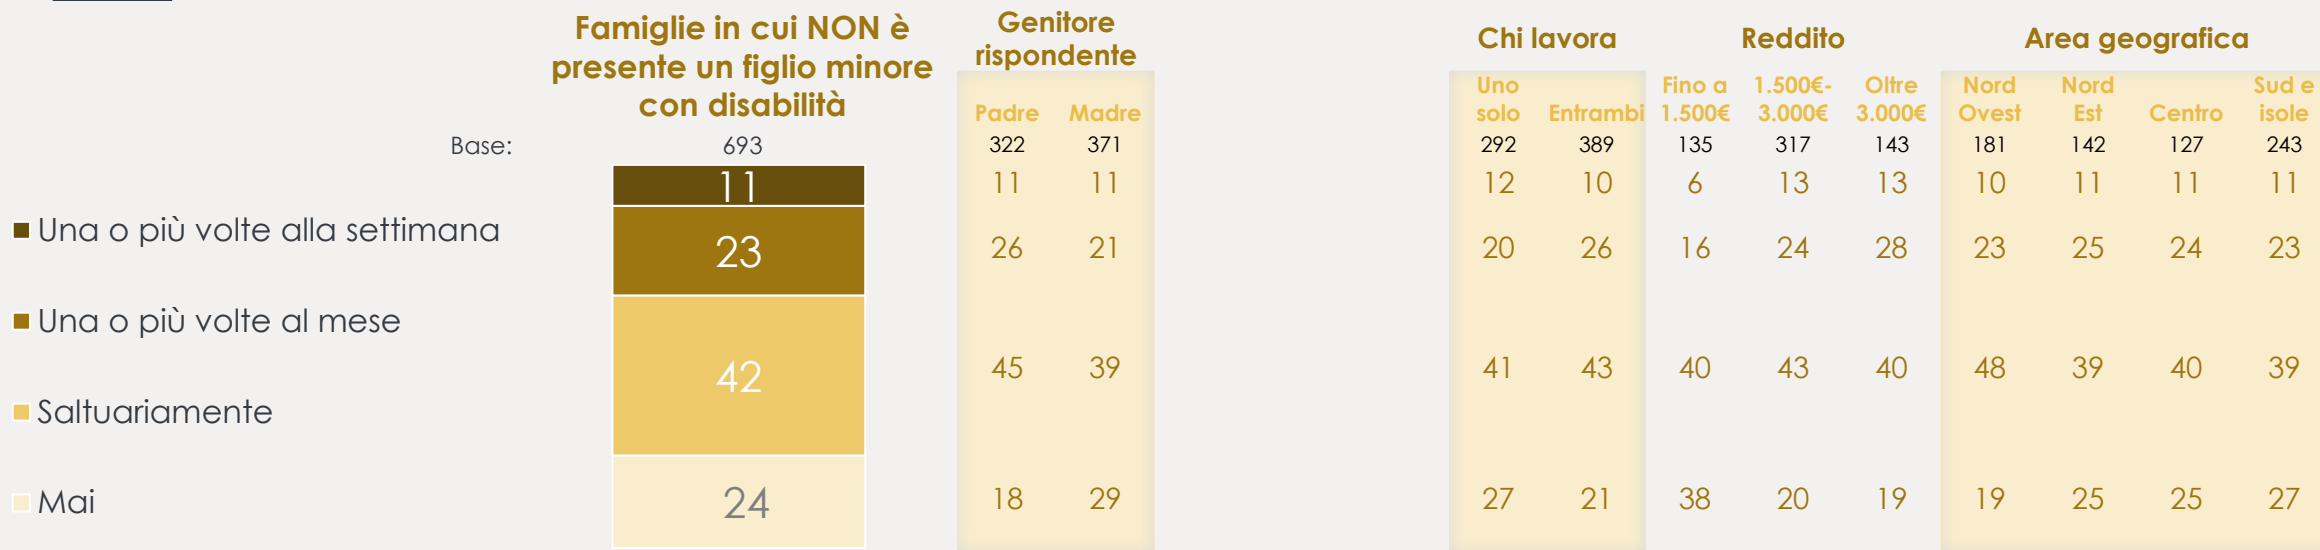 Famiglie in cui NON è
presente un figlio minore
con disabilità
Genitore
rispondente
Chi lavora Reddito Area geografica
Padre Madre
Uno
solo
Entrambi
Fino a
1.500€
1.500€-
3.000€
Oltre
3.000€
Nord
Ovest
Nord
Est
Centro
Sud e
isole
Base: 693 322 371 292 389 135 317 143 181 142 127 243
11 11 11 12 10 6 13 13 10 11 11 11
Una o più volte alla settimana
23 26 21 20 26 16 24 28 23 25 24 23
Una o più volte al mese
42 45 39 41 43 40 43 40 48 39 40 39
Saltuariamente
Mai
24 18 29 27 21 38 20 19 19 25 25 27